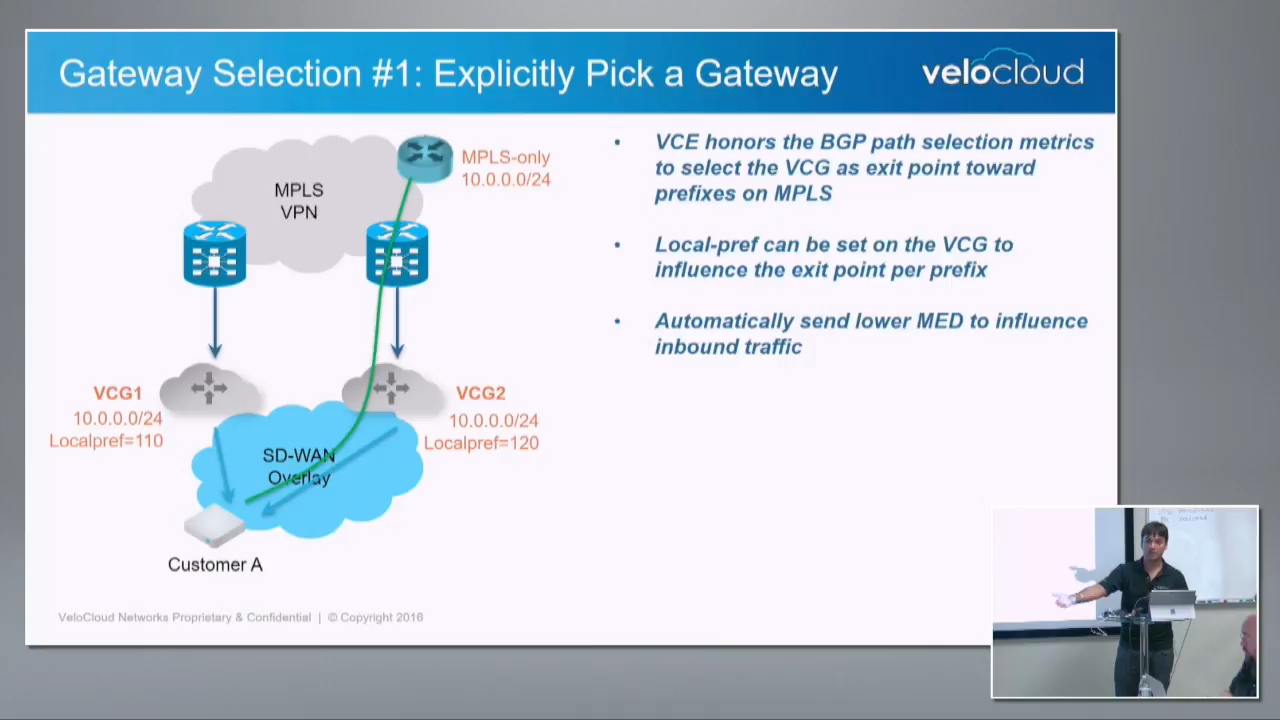 Gateway Selection #1: Explicitly Pick a Gateway
velocloud
MPLS
VPN
MPLS-only
10.0.0.0/24
VCG1
10.0.0.0/24
Localpref=110
VCG2
10.0.0.0/24
Localpref=120
SD-WAN
Overlay
Customer A
• VCE honors the BGP path selection metrics
to select the VCG as exit point toward
prefixes on MPLS
• Local-pref can be set on the VCG to
influence the exit point per prefix
• Automatically send lower MED to influence
inbound traffic
VeloCloud Networks Proprietary & Confidential | © Copyright 2016